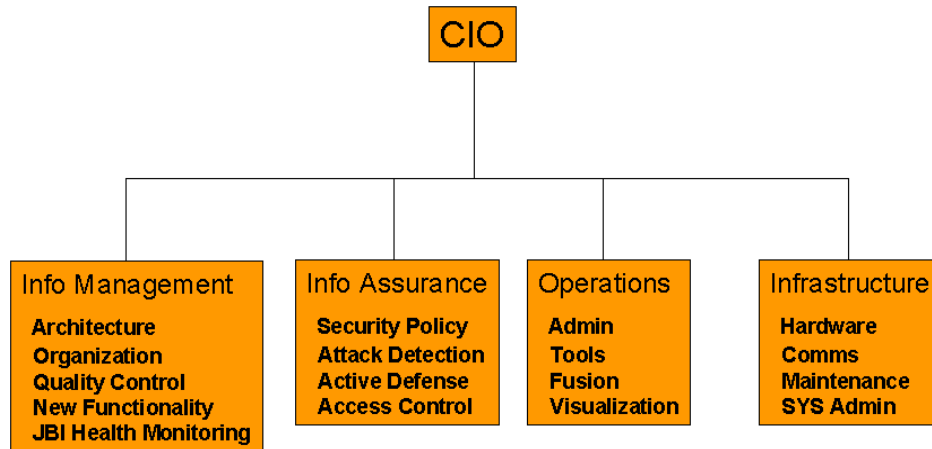 CIO
Info Management
Architecture
Organization
Quality Control
New Functionality
JBI Health Monitoring
Info Assurance
Security Policy
Attack Detection
Active Defense
Access Control
Operations
Admin
Tools
Fusion
Visualization
Infrastructure
Hardware
Comms
Maintenance
SYS Admin